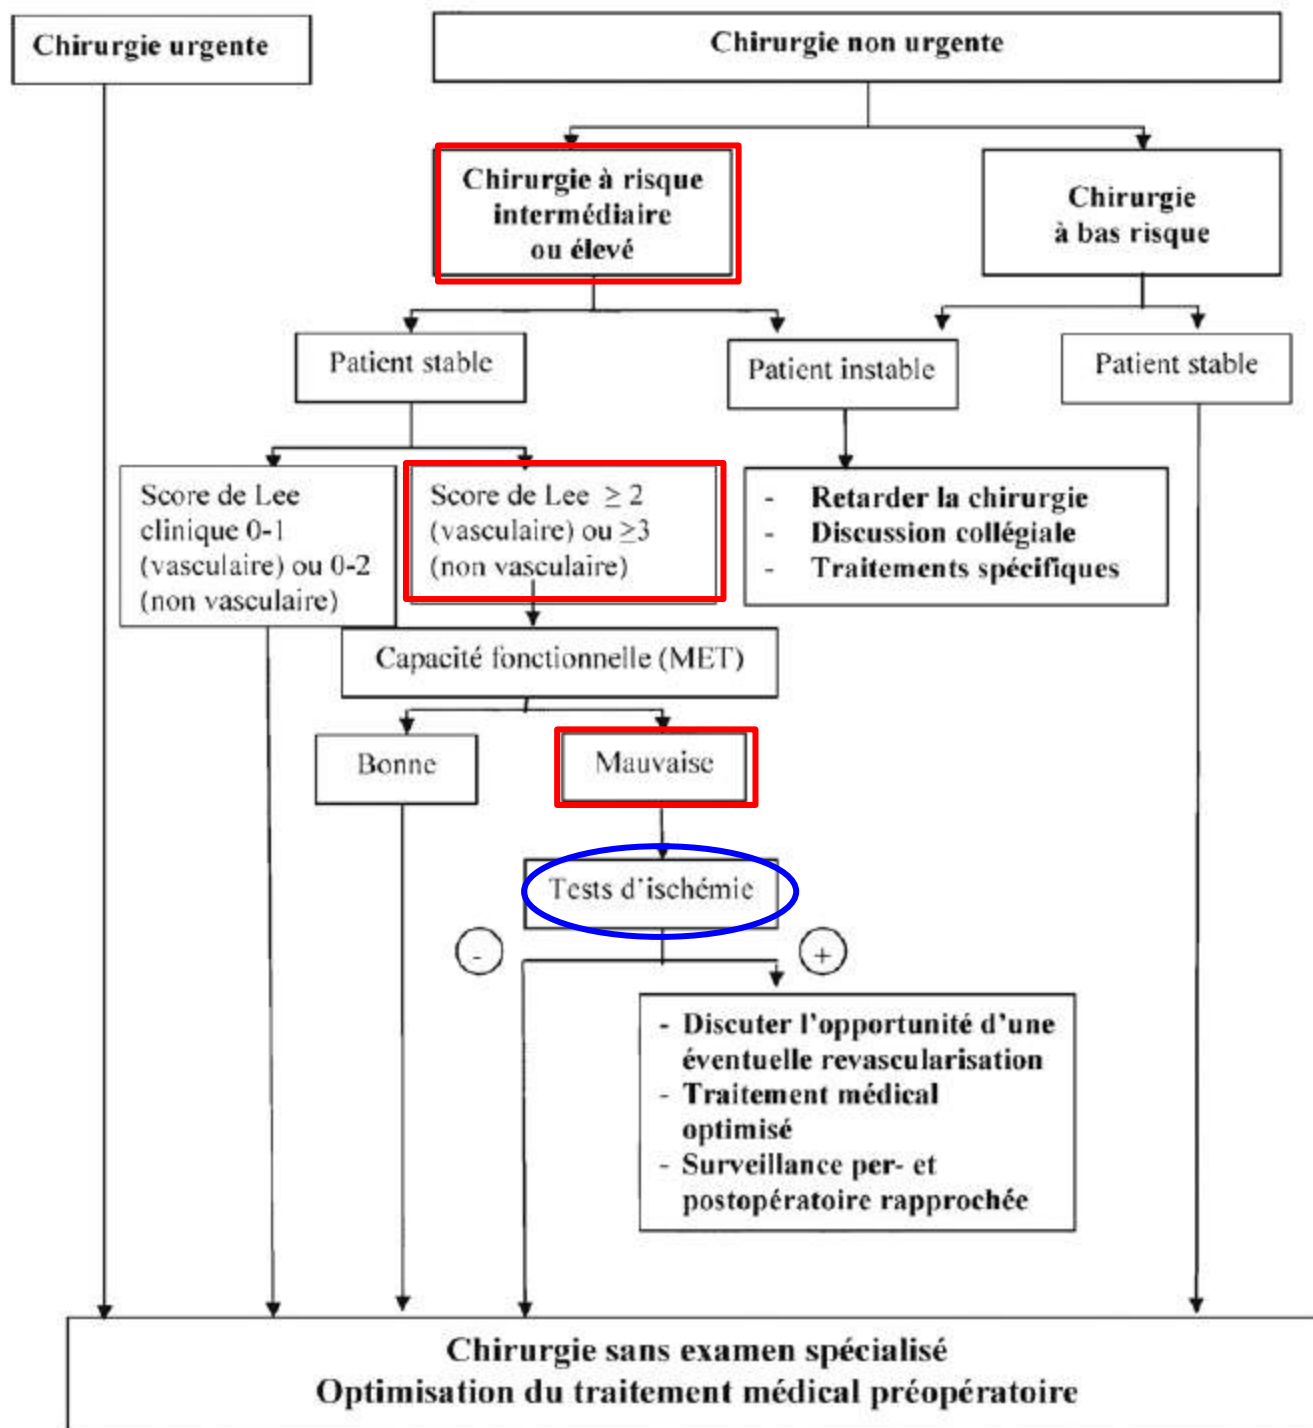 Chirurgie urgente
Chirurgie non urgente
Chirurgie à risque
intermédiaire
ou élevé
Chirurgie
à bas risque
Patient stable
Patient instable
Patient stable
Score de Lee
clinique 0-1
(vasculaire) ou 0-2
(non vasculaire)
Score de Lee ≥ 2
(vasculaire) ou ≥3
(non vasculaire)
- Retarder la chirurgie
- Discussion collégiale
- Traitements spécifiques
Capacité fonctionnelle (MET)
Bonne
Mauvaise
Tests d'ischémie
-
+
- Discuter l'opportunité d'une
éventuelle revascularisation
- Traitement médical
optimisé
- Surveillance per- et
postopératoire rapprochée
Chirurgie sans examen spécialisé
Optimisation du traitement médical préopératoire